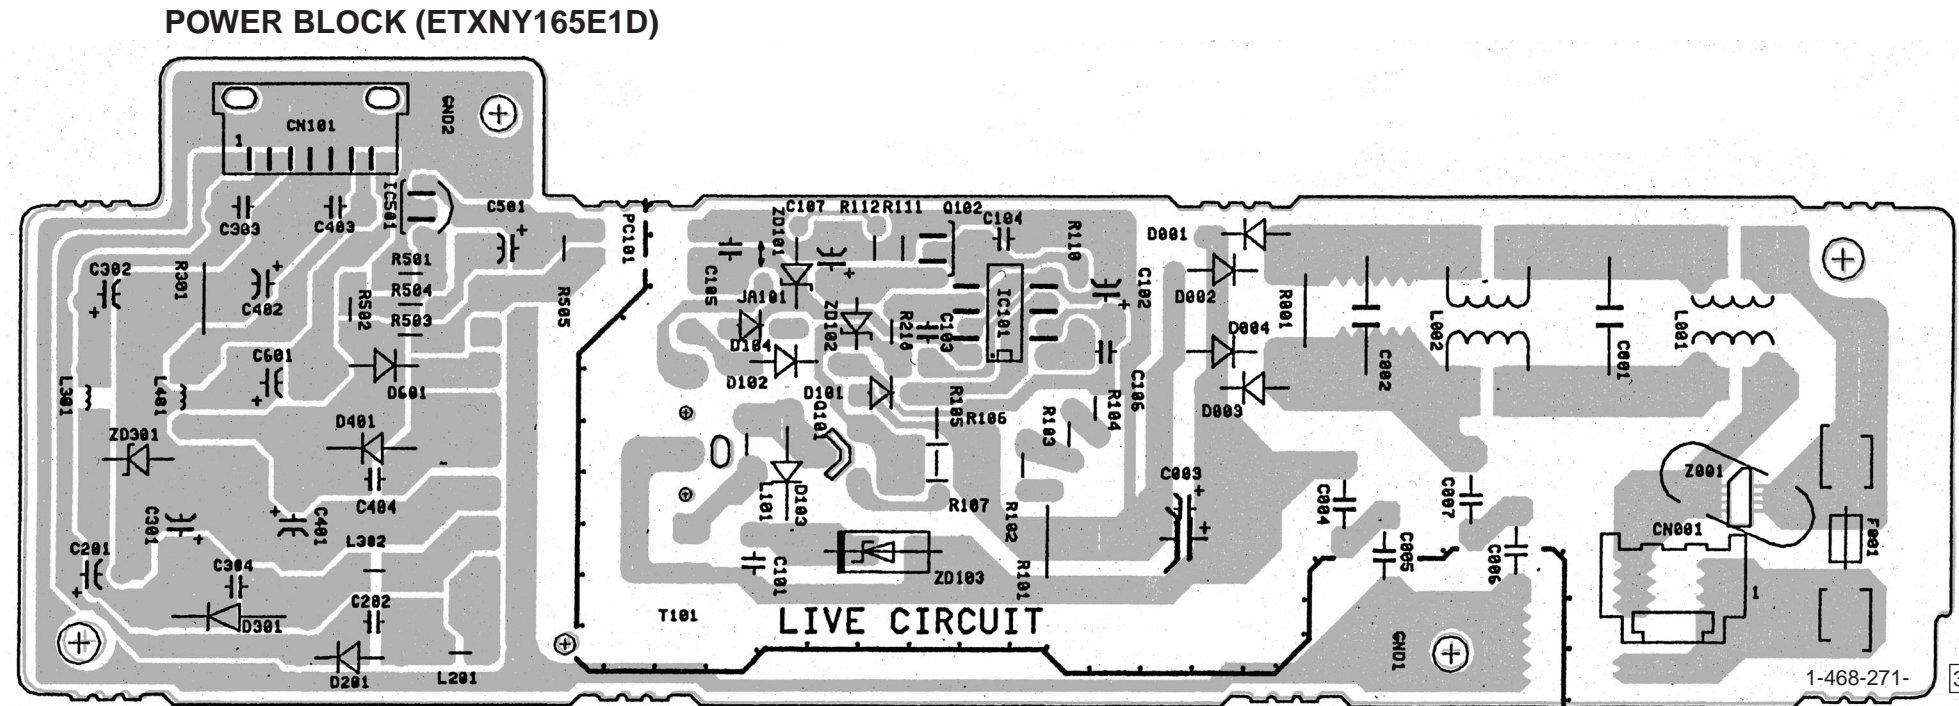 POWER BLOCK (ETXNY165E1D)
CN101
1
GND2
IC501
C303
C403
C501
PC101
C302
R301
C402
R501
R504
R502
R503
R505
C601
D601
L301
L401
ZD301
D401
C404
C301
C401
L302
C201
C304
D301
C202
D201
L201
ZD101
C107
R112
R111
Q102
C104
R110
C105
JA101
C102
IC101
D104
ZD102
R210
C103
D102
D101
Q101
R105
R106
R103
R104
C106
L101
D103
R107
R102
C101
ZD103
R101
T101
LIVE CIRCUIT
D001
D002
D004
D003
R001
C002
L002
C001
L001
C003
C004
C007
C005
C006
GND1
Z001
CN001
1
F001
1-468-271-